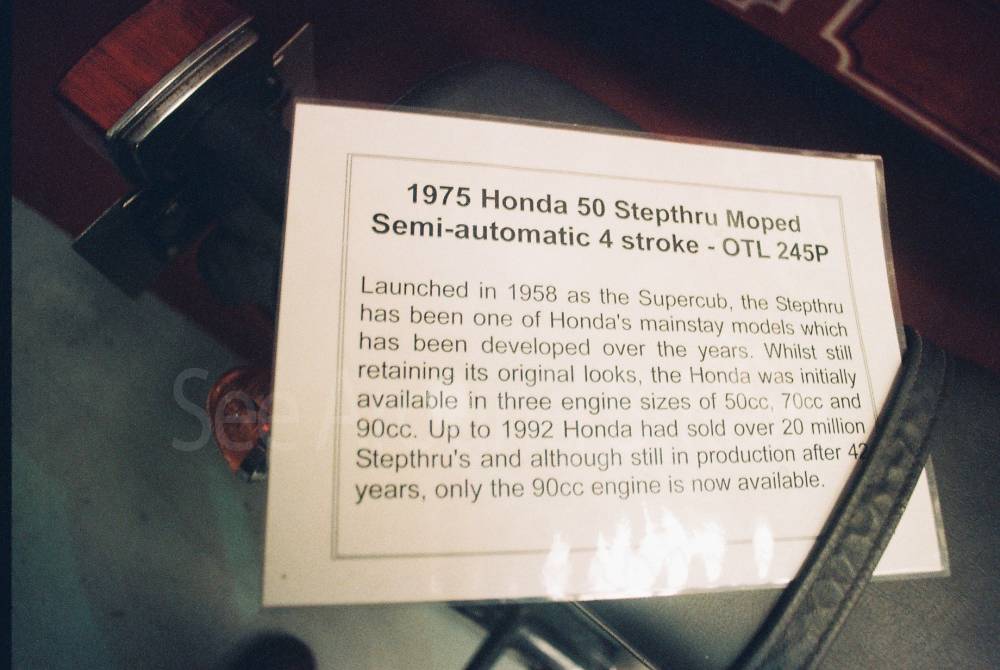 1975 Honda 50 Stepthru Moped
Semi-automatic 4 stroke - OTL 245P
Launched in 1958 as the Supercub, the Stepthru
has been one of Honda's mainstay models which
has been developed over the years. Whilst still
retaining its original looks, the Honda was initially
available in three engine sizes of 50cc, 70cc and
90cc. Up to 1992 Honda had sold over 20 million
Stepthru's and although still in production after 42
years, only the 90cc engine is now available.
See